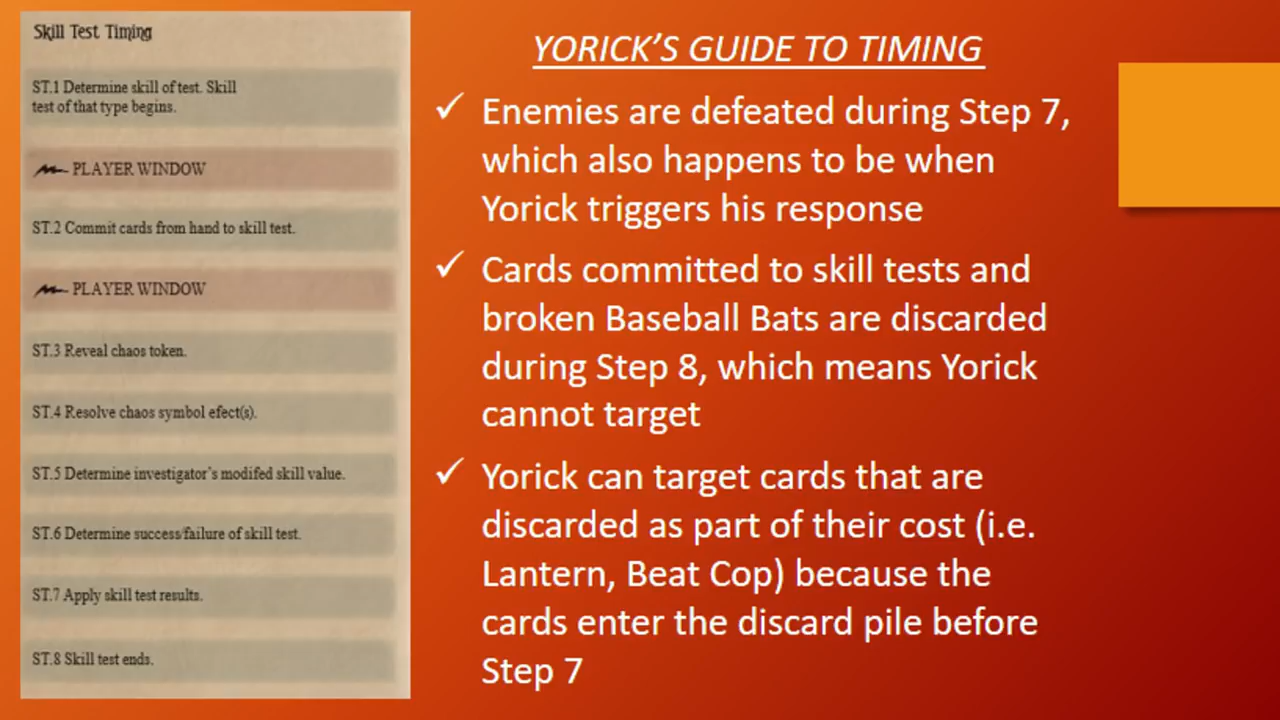 Skill Test Timing
ST.1 Determine skill of test. Skill
test of that type begins.
PLAYER WINDOW
ST.2 Commit cards from hand to skill test.
PLAYER WINDOW
ST.3 Reveal chaos token.
ST.4 Resolve chaos symbol efect(s).
ST.5 Determine investigator's modifed skill value.
ST.6 Determine success/failure of skill test.
ST.7 Apply skill test results.
ST.8 Skill test ends.
YORICK'S GUIDE TO TIMING
✓ Enemies are defeated during Step 7,
which also happens to be when
Yorick triggers his response
✓ Cards committed to skill tests and
broken Baseball Bats are discarded
during Step 8, which means Yorick
cannot target
✓ Yorick can target cards that are
discarded as part of their cost (i.e.
Lantern, Beat Cop) because the
cards enter the discard pile before
Step 7